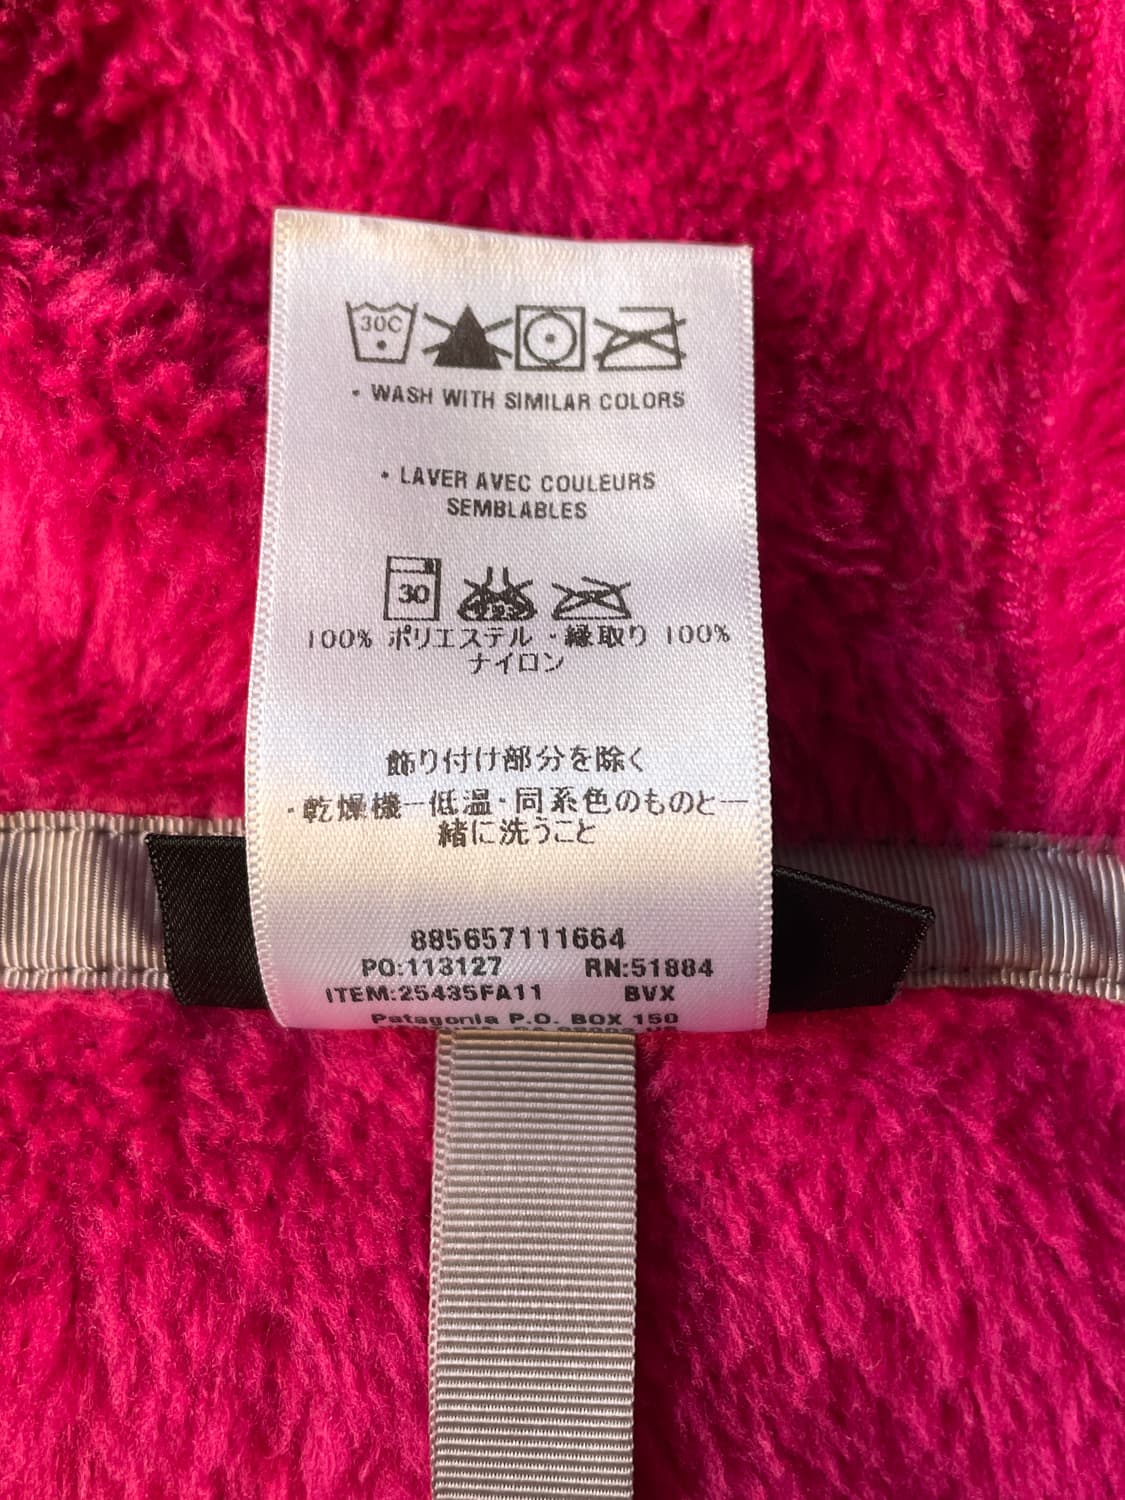 30C
• WASH WITH SIMILAR COLORS
• LAVER AVEC COULEURS
SEMBLABLES
30
100% ポリエステル・縁取り 100%
ナイロン
飾り付け部分を除く
・乾燥機ー低温・同系色のものと一
緒に洗うこと
885657111664
PO:113127 RN:51884
ITEM:25435FA11 BVX
Patagonia P.O. BOX 150